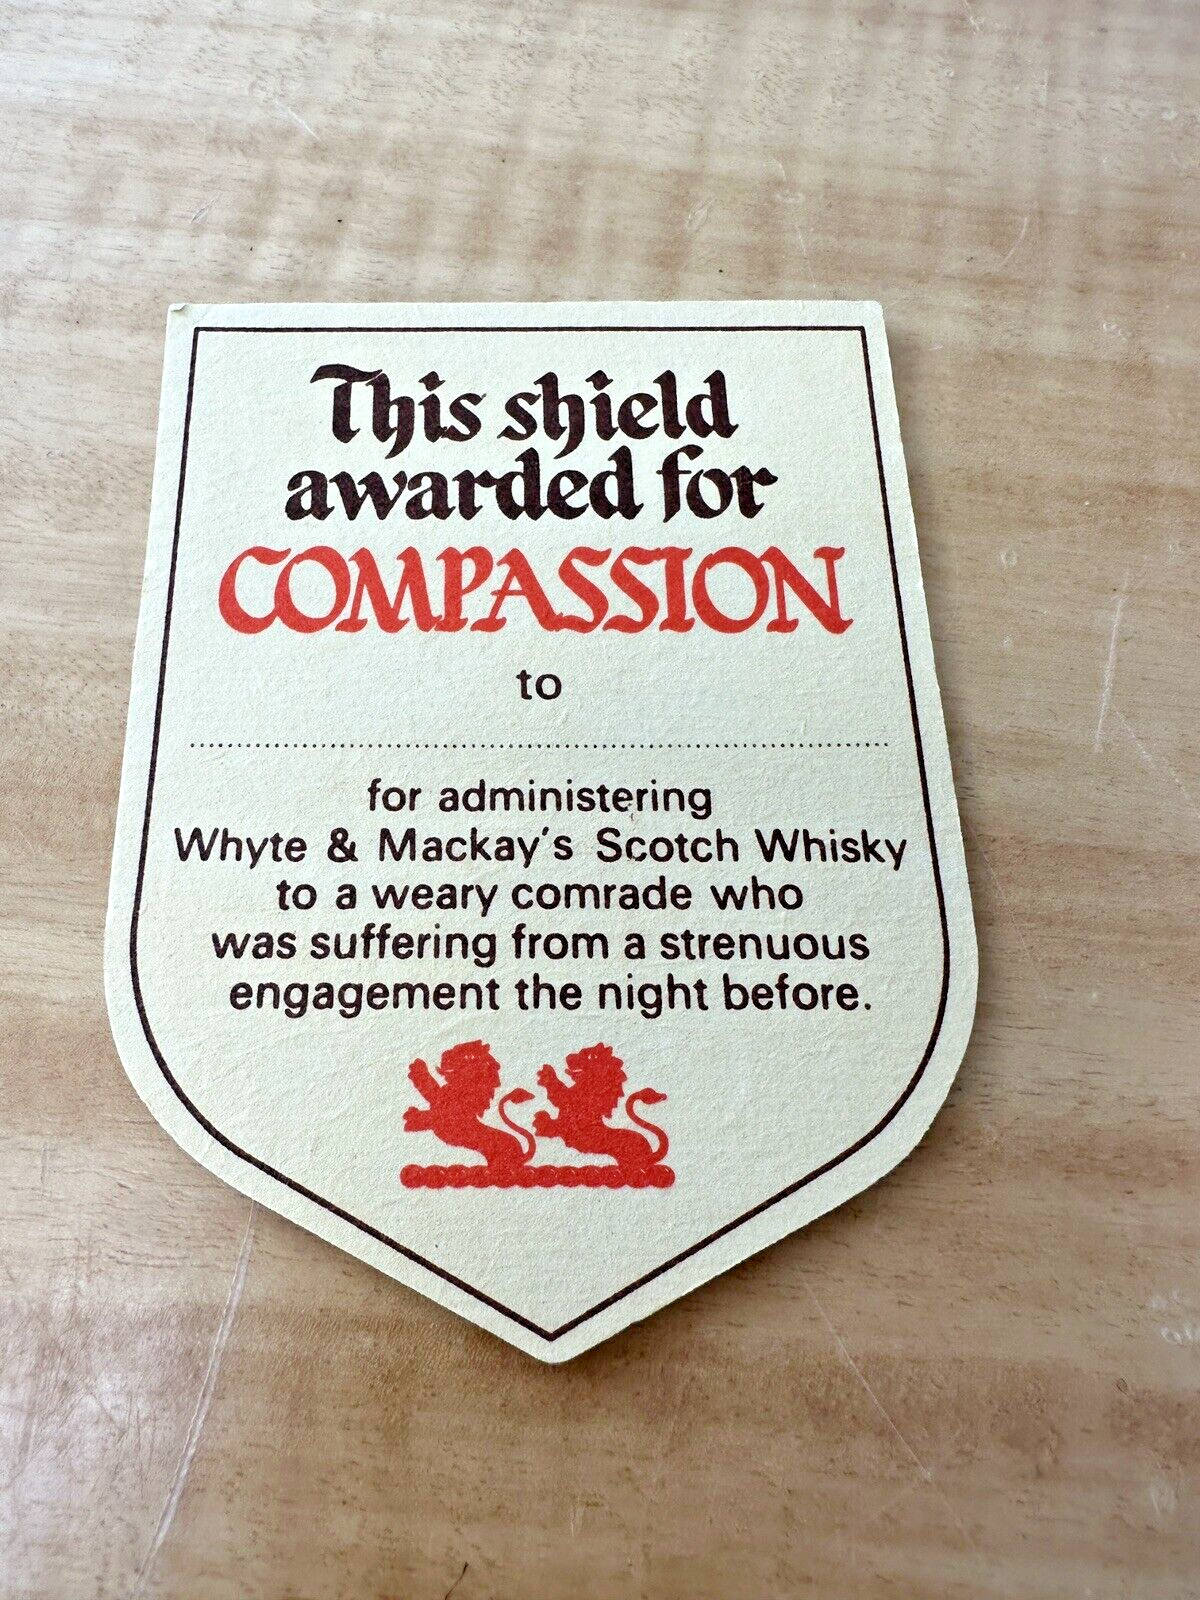 This shield
awarded for
COMPASSION
to
for administering
Whyte & Mackay's Scotch Whisky
to a weary comrade who
was suffering from a strenuous
engagement the night before.